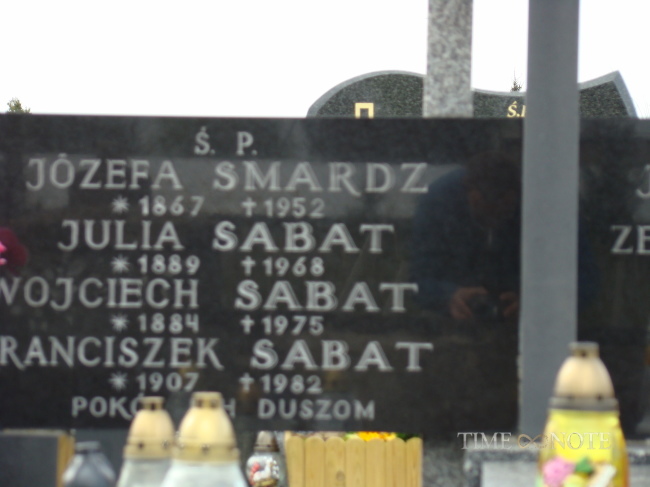 Ś. P.
JÓZEFA SMARDZ
* 1867 † 1952
JULIA SABAT
* 1889 † 1968
WOJCIECH SABAT
* 1884 † 1975
RANCISZEK SABAT
* 1907 † 1982
DUSZOM
TIME NOTE